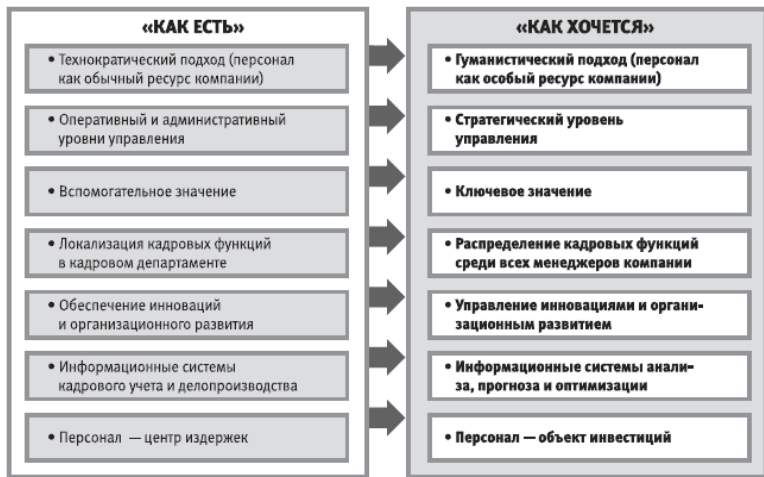 «КАК ЕСТЬ»
• Технократический подход (персонал
как обычный ресурс компании)
• Оперативный и административный
уровни управления
• Вспомогательное значение
• Локализация кадровых функций
в кадровом департаменте
• Обеспечение инноваций
и организационного развития
• Информационные системы
кадрового учета и делопроизводства
• Персонал — центр издержек
«КАК ХОЧЕТСЯ»
• Гуманистический подход (персонал
как особый ресурс компании)
• Стратегический уровень
управления
• Ключевое значение
• Распределение кадровых функций
среди всех менеджеров компании
• Управление инновациями и органи-
зационным развитием
• Информационные системы анали-
за, прогноза и оптимизации
• Персонал — объект инвестиций